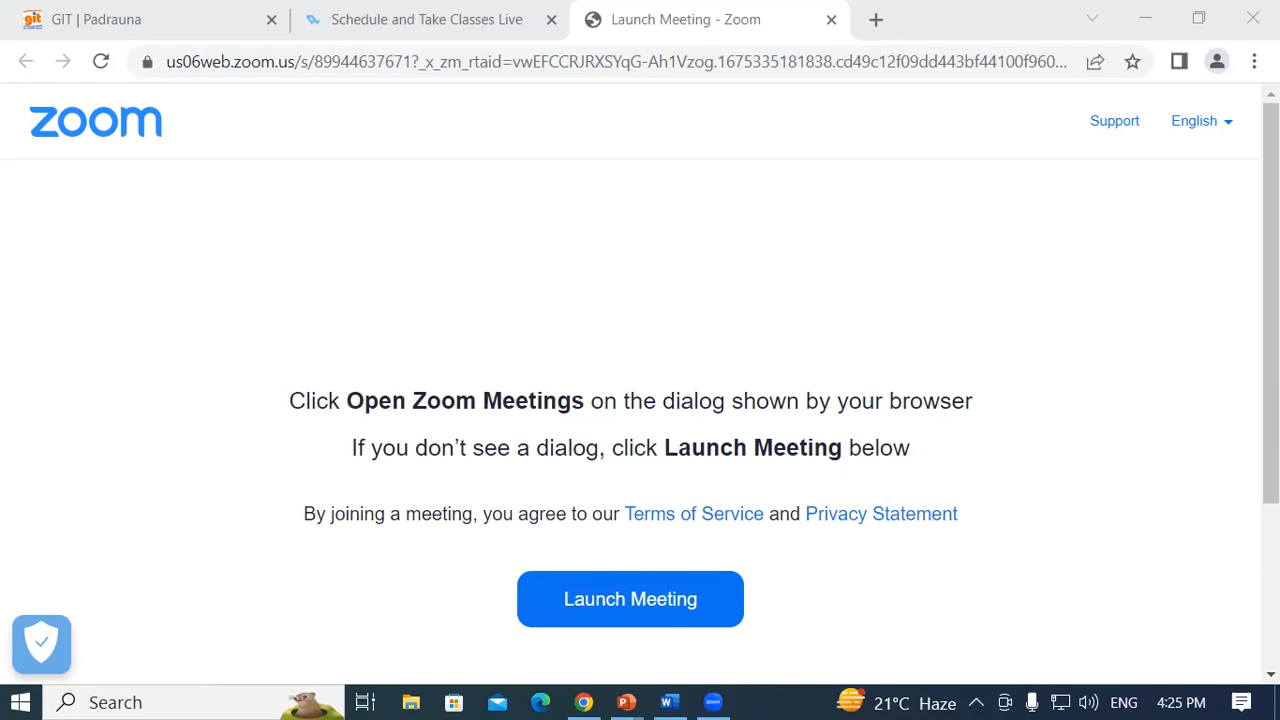 git GIT | Padrauna
Schedule and Take Classes Live
Launch Meeting - Zoom
us06web.zoom.us/s/89944637671?_x_zm_rtaid=vwEFCCRJRXSYqG-Ah1Vzog.1675335181838.cd49c12f09dd443bf44100f960...
zoom
Support
English
Click Open Zoom Meetings on the dialog shown by your browser
If you don’t see a dialog, click Launch Meeting below
By joining a meeting, you agree to our Terms of Service and Privacy Statement
Launch Meeting
Search
zoom
21°C Haze
ENG
4:25 PM